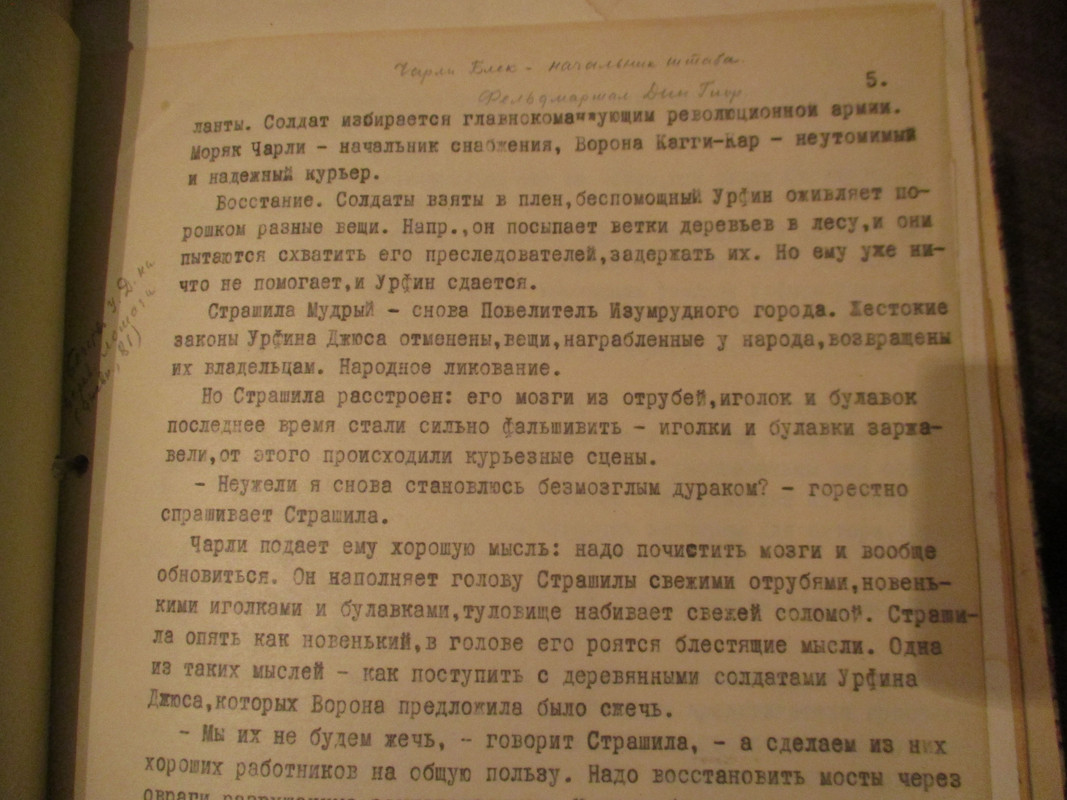 Чарли Блек - начальник штаба.
Фельдмаршал Дин Гиор
5.
ланты. Солдат избирается главнокомандующим революционной армии.
Моряк Чарли - начальник снабжения, Ворона Кагги-Кар - неутомимый
и надежный курьер.
Восстание. Солдаты взяты в плен,беспомощный Урфин оживляет по-
рошком разные вещи. Напр.,он посыпает ветки деревьев в лесу,и они
пытаются схватить его преследователей,задержать их. Но ему уже ни-
что не помогает,и Урфин сдается.
Страшила Мудрый - снова Повелитель Изумрудного города. Жестокие
законы Урфина Джюса отменены,вещи,награбленные у народа,возвращены
их владельцам. Народное ликование.
Но Страшила расстроен: его мозги из отрубей,иголок и булавок
последнее время стали сильно фальшивить - иголки и булавки заржа-
вели,от этого происходили курьезные сцены.
- Неужели я снова становлюсь безмозглым дураком? - горестно
спрашивает Страшила.
Чарли подает ему хорошую мысль: надо почистить мозги и вообще
обновиться. Он наполняет голову Страшилы свежими отрубями,новень-
кими иголками и булавками,туловище набивает свежей соломой. Страши-
ла опять как новенький,в голове его роятся блестящие мысли. Одна
из таких мыслей - как поступить с деревянными солдатами Урфина
Джюса,которых Ворона предложила было сжечь.
- Мы их не будем жечь, - говорит Страшила, - а сделаем из них
хороших работников на общую пользу. Надо восстановить мосты через
овраги